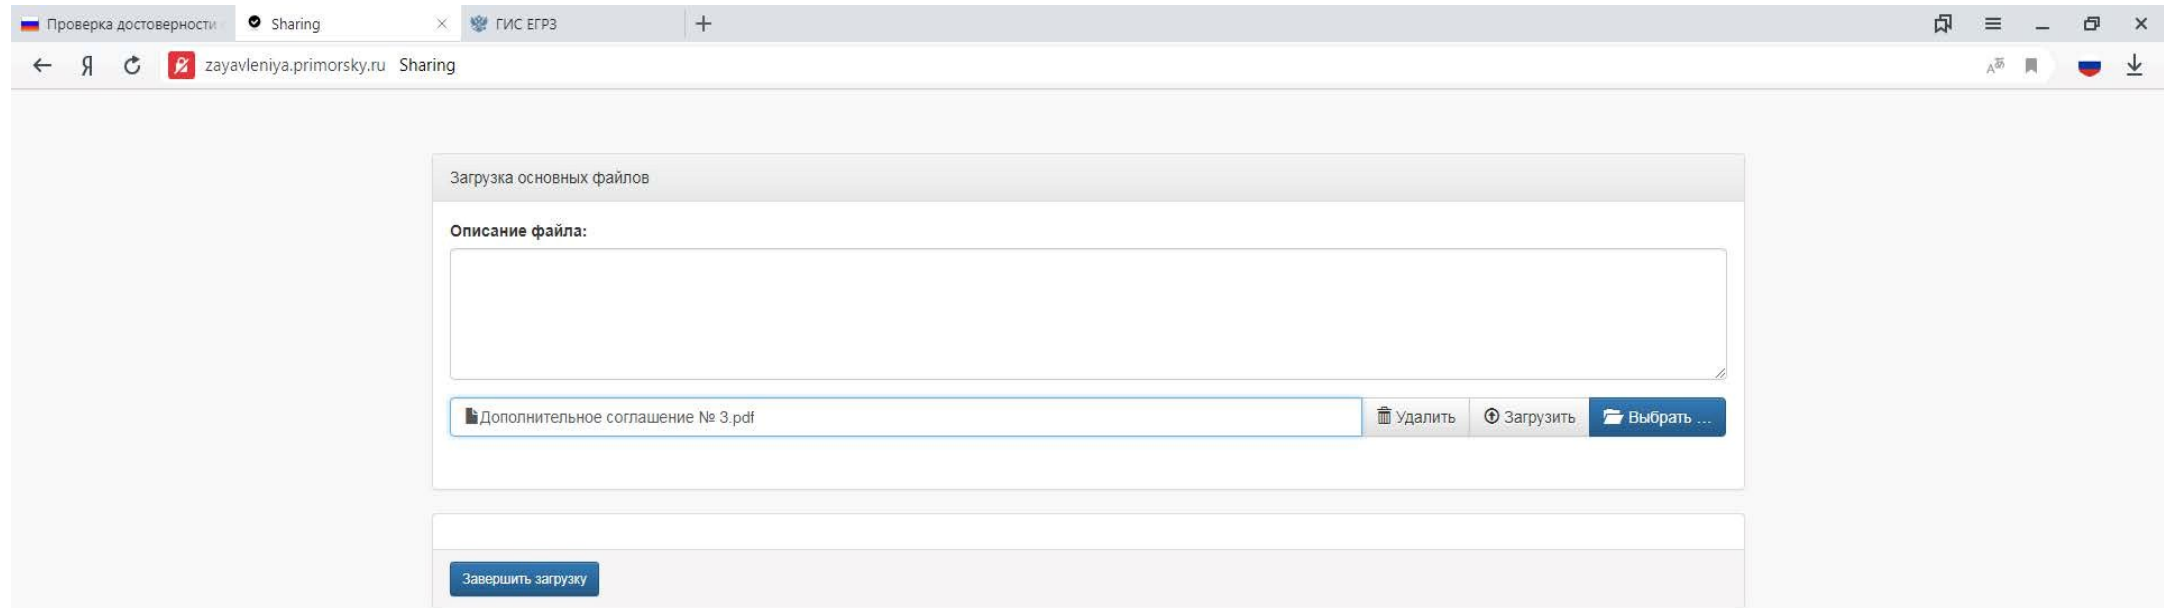 Проверка достоверности
Sharing
ГИС ЕГРЗ
Я zayavleniya.primorsky.ru Sharing
Загрузка основных файлов
Описание файла:
Дополнительное соглашение № 3.pdf
Удалить
Загрузить
Выбрать ...
Завершить загрузку